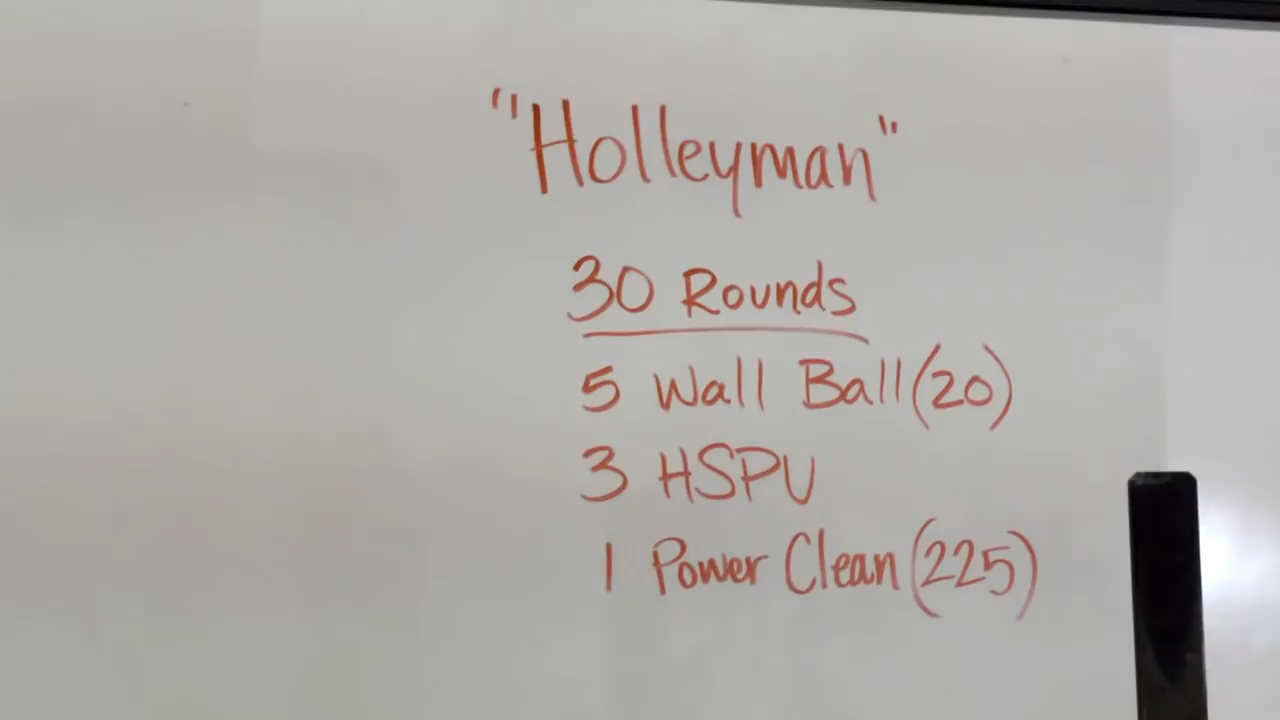 "Holleyman"
30 Rounds
5 Wall Ball (20)
3 HSPU
1 Power Clean (225)